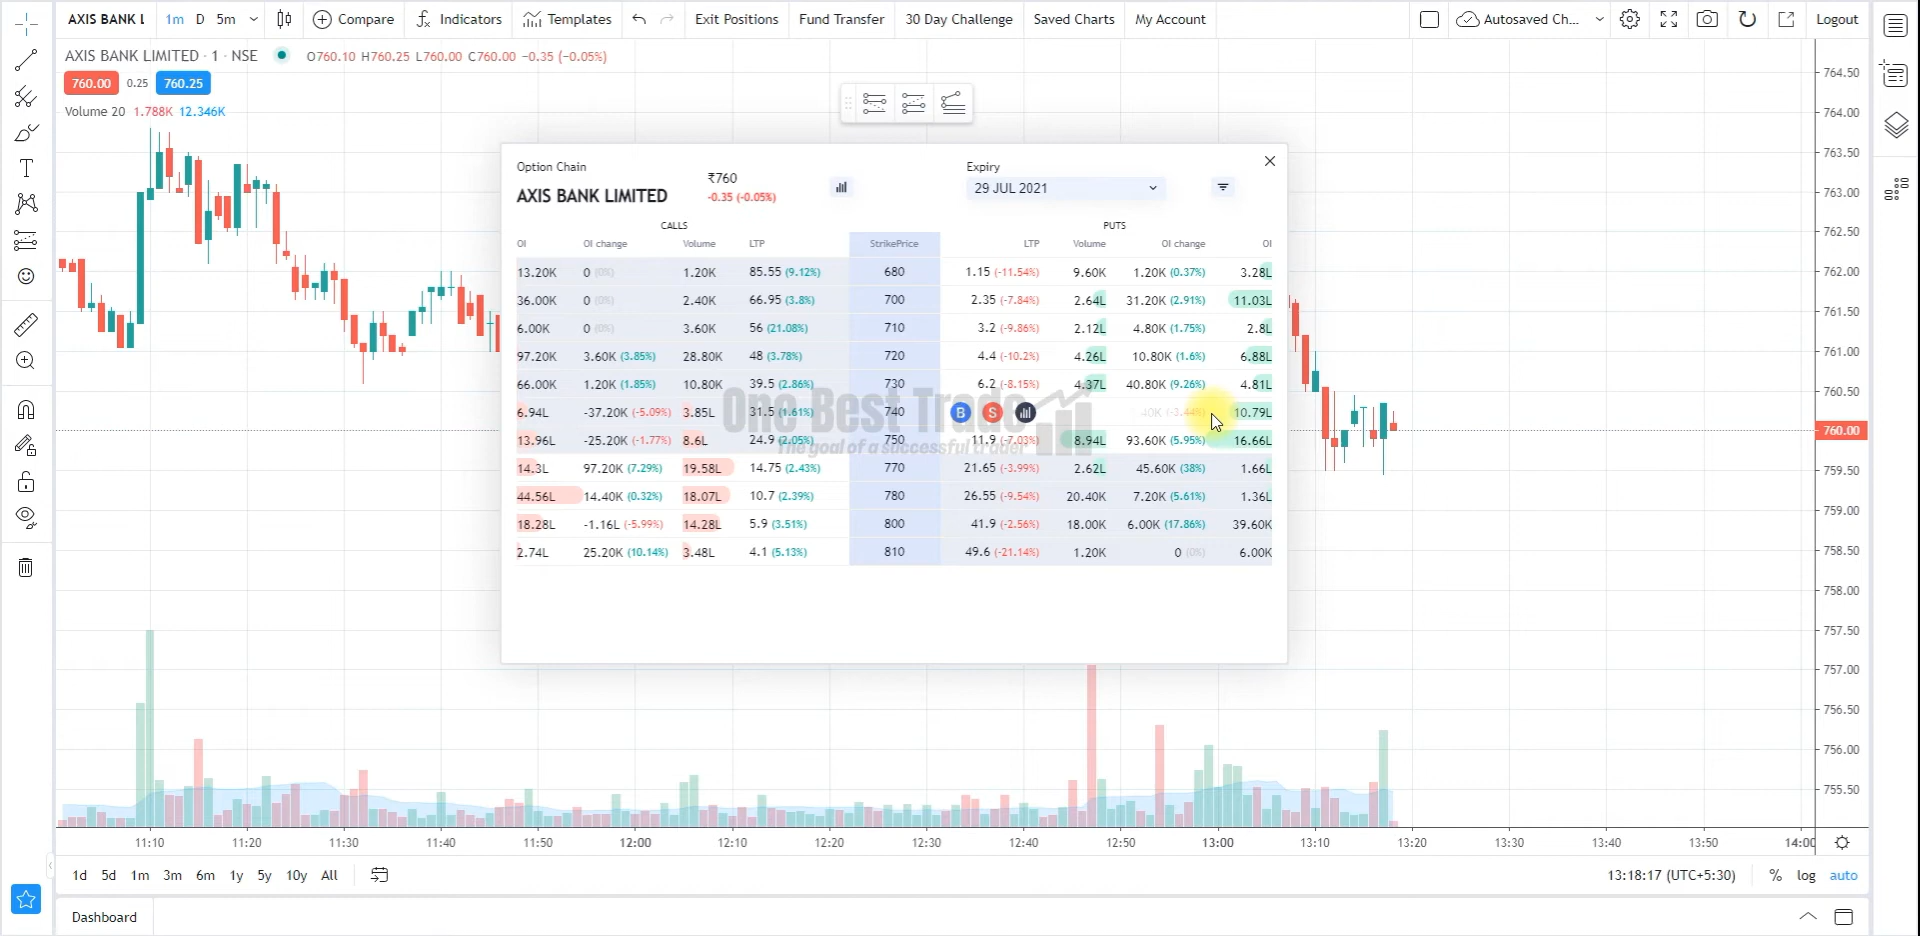 AXIS BANK L 1m D 5m Compare Indicators Templates Exit Positions Fund Transfer 30 Day Challenge Saved Charts My Account Autosaved Ch... Logout
AXIS BANK LIMITED · 1 · NSE O760.10 H760.25 L760.00 C760.00 −0.35 (−0.05%)
760.00 0.25 760.25
Volume 20 1.788K 12.346K
Option Chain ₹760 Expiry
AXIS BANK LIMITED -0.35 (-0.05%) 29 JUL 2021
CALLS PUTS
OI OI change Volume LTP StrikePrice LTP Volume OI change OI
13.20K 0 (0%) 1.20K 85.55 (9.12%) 680 1.15 (-11.54%) 9.60K 1.20K (0.37%) 3.28L
36.00K 0 (0%) 2.40K 66.95 (3.8%) 700 2.35 (-7.84%) 2.64L 31.20K (2.91%) 11.03L
6.00K 0 (0%) 3.60K 56 (21.08%) 710 3.2 (-9.86%) 2.12L 4.80K (1.75%) 2.8L
97.20K 3.60K (3.85%) 28.80K 48 (3.78%) 720 4.4 (-10.2%) 4.26L 10.80K (1.6%) 6.88L
66.00K 1.20K (1.85%) 10.80K 39.5 (2.86%) 730 6.2 (-8.15%) 4.37L 40.80K (9.26%) 4.81L
6.94L -37.20K (-5.09%) 3.85L 31.5 (1.61%) 740 B S (-3.44%) 10.79L
13.96L -25.20K (-1.77%) 8.6L 24.9 (2.05%) 750 11.9 (-7.03%) 8.94L 93.60K (5.95%) 16.66L
14.3L 97.20K (7.29%) 19.58L 14.75 (2.43%) 770 21.65 (-3.99%) 2.62L 45.60K (38%) 1.66L
44.56L 14.40K (0.32%) 18.07L 10.7 (2.39%) 780 26.55 (-9.54%) 20.40K 7.20K (5.61%) 1.36L
18.28L -1.16L (-5.99%) 14.28L 5.9 (3.51%) 800 41.9 (-2.56%) 18.00K 6.00K (17.86%) 39.60K
2.74L 25.20K (10.14%) 3.48L 4.1 (5.13%) 810 49.6 (-21.14%) 1.20K 0 (0%) 6.00K
One Best Trade
The goal of a successful trader
764.50
764.00
763.50
763.00
762.50
762.00
761.50
761.00
760.50
760.00
759.50
759.00
758.50
758.00
757.50
757.00
756.50
756.00
755.50
11:10 11:20 11:30 11:40 11:50 12:00 12:10 12:20 12:30 12:40 12:50 13:00 13:10 13:20 13:30 13:40 13:50 14:00
1d 5d 1m 3m 6m 1y 5y 10y All 13:18:17 (UTC+5:30) % log auto
Dashboard